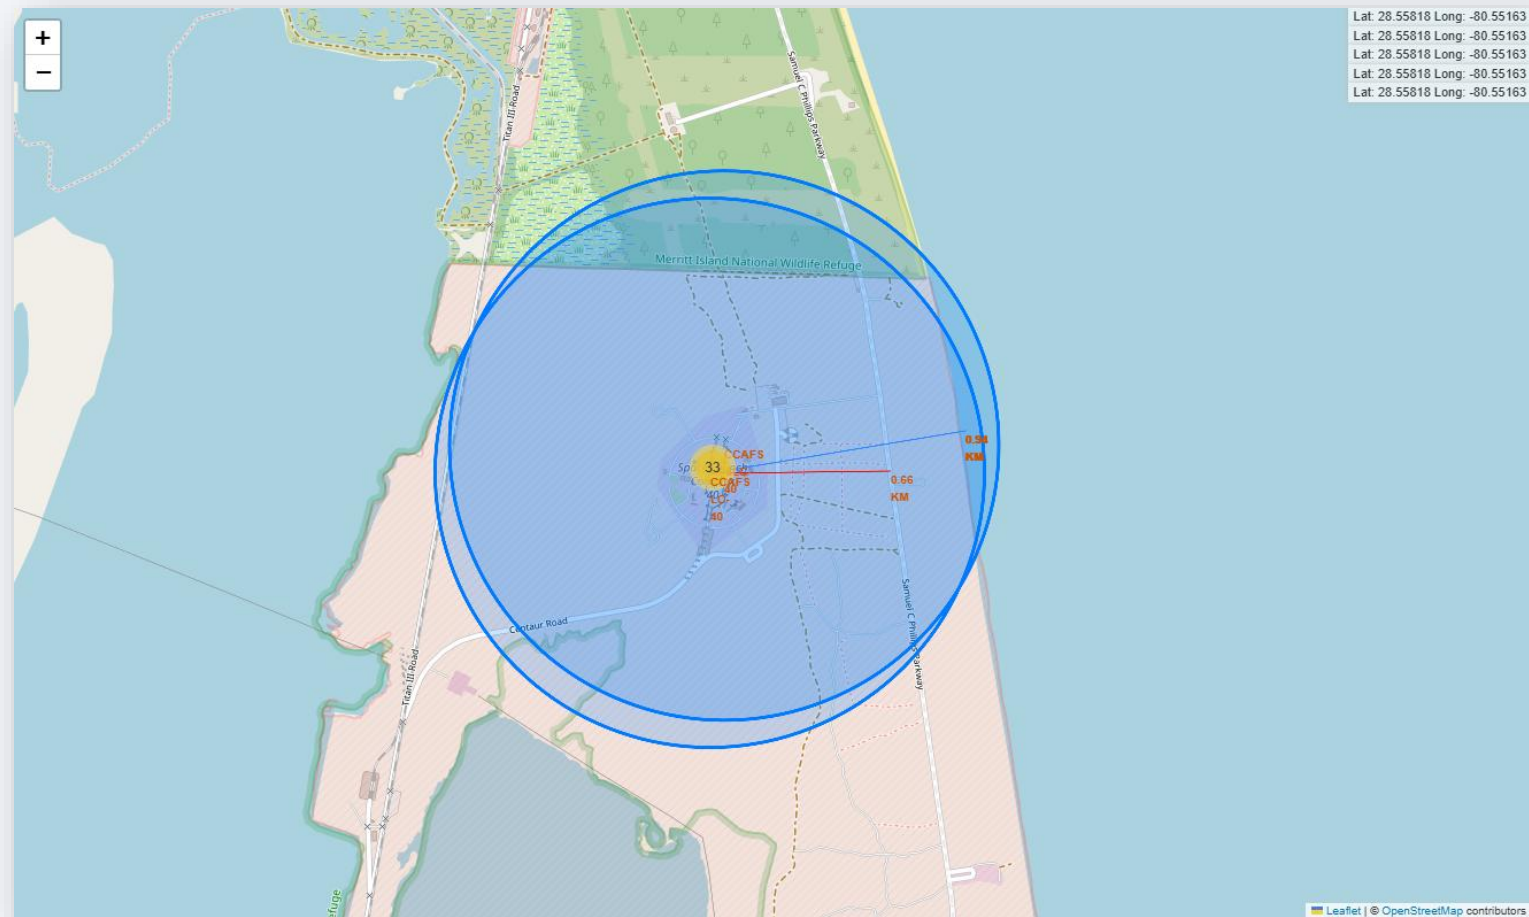 +
−
Lat: 28.55818 Long: -80.55163
Lat: 28.55818 Long: -80.55163
Lat: 28.55818 Long: -80.55163
Lat: 28.55818 Long: -80.55163
Lat: 28.55818 Long: -80.55163
Titan III Road
Samuel C Phillips Parkway
Merritt Island National Wildlife Refuge
0.94
KM
CCAFS
33
CCAFS
40
LC-
40
0.66
KM
Samuel C Phillips Parkway
Centaur Road
Titan III Road
Leaflet | © OpenStreetMap contributors